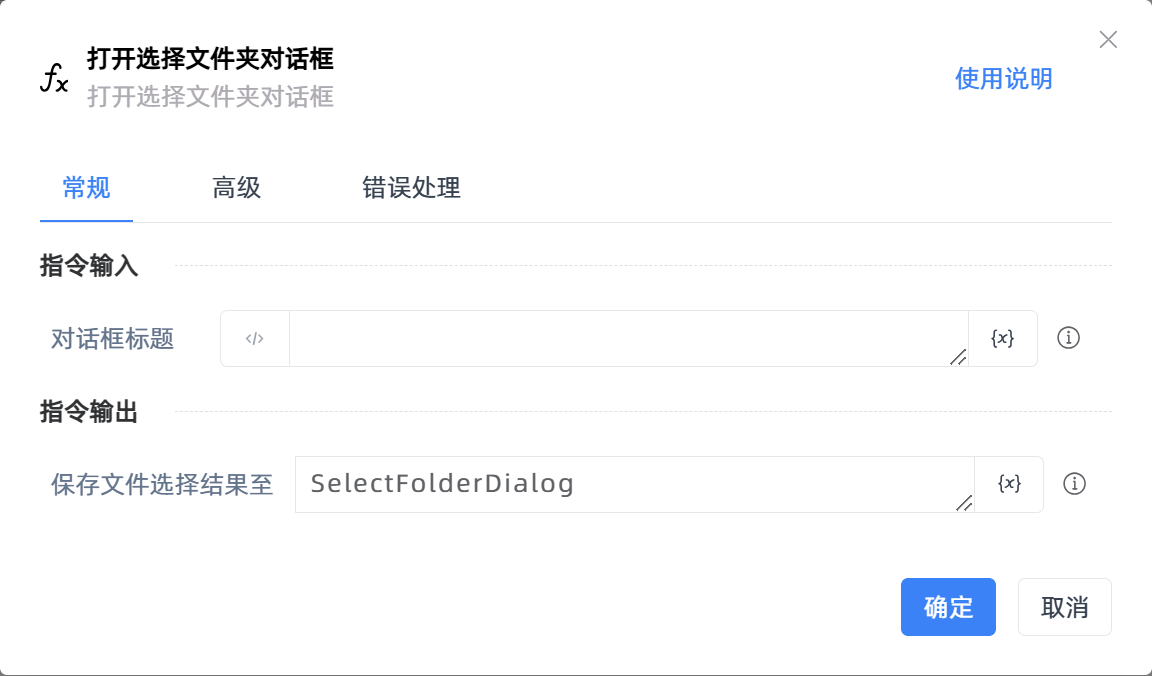 打开选择文件夹对话框
打开选择文件夹对话框
使用说明
常规 高级 错误处理
指令输入
对话框标题 </> {x}
指令输出
保存文件选择结果至 SelectFolderDialog {x}
确定 取消